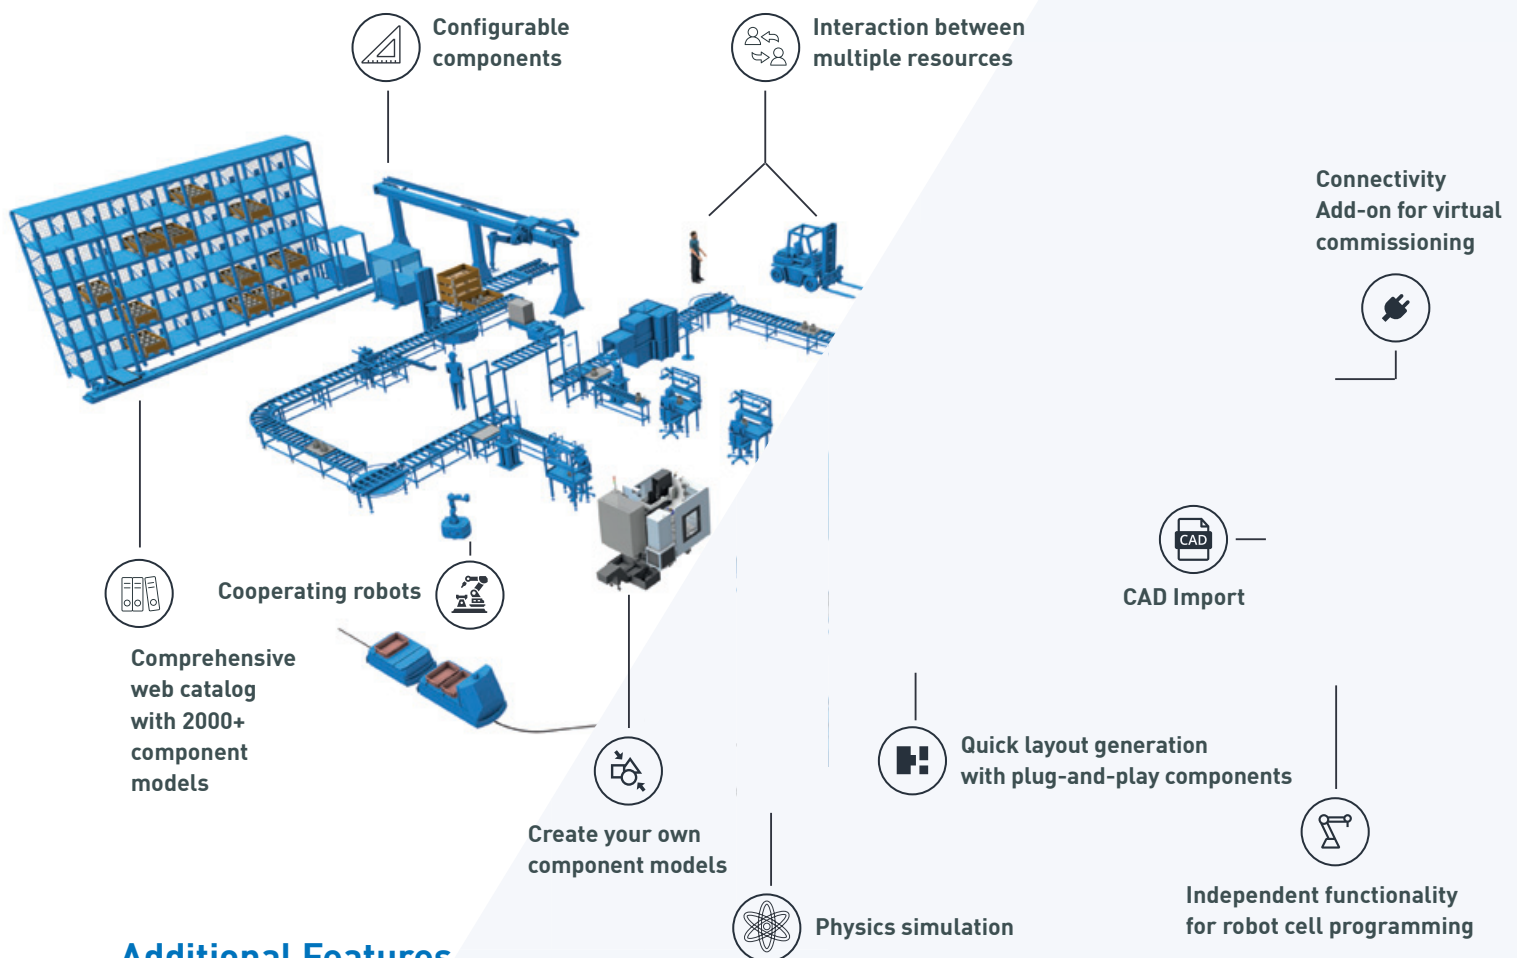 Configurable
components
Interaction between
multiple resources
Connectivity
Add-on for virtual
commissioning
CAD
CAD Import
Cooperating robots
Comprehensive
web catalog
with 2000+
component
models
Quick layout generation
with plug-and-play components
Create your own
component models
Independent functionality
for robot cell programming
Physics simulation
Additional Features